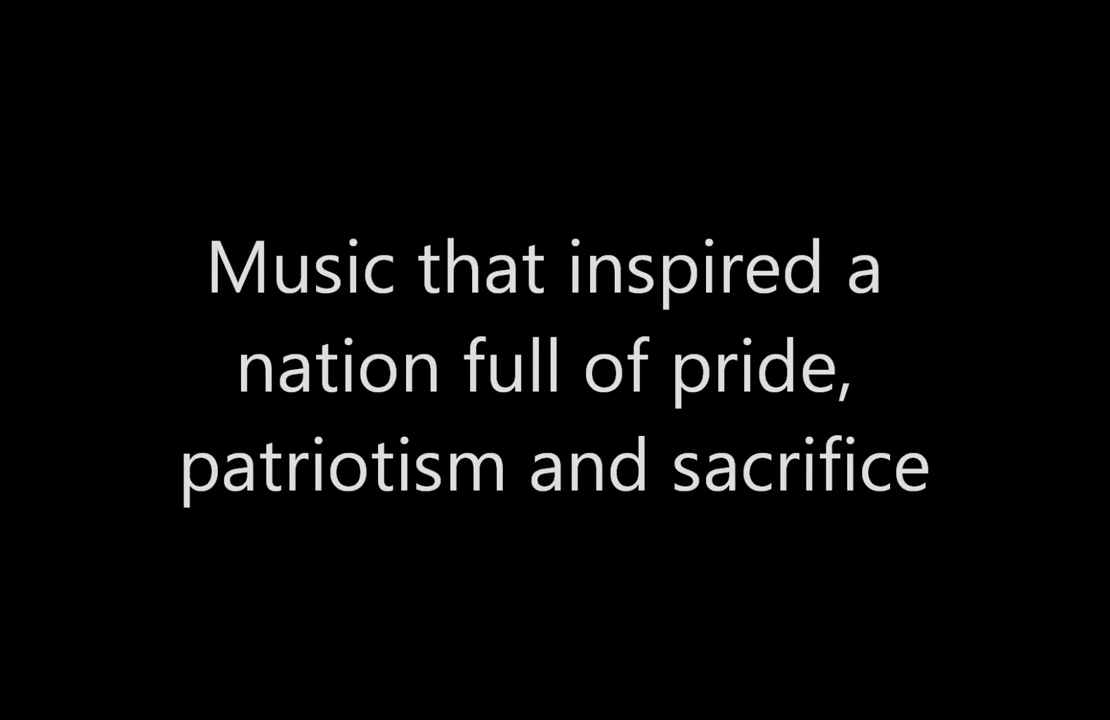 Music that inspired a
nation full of pride,
patriotism and sacrifice